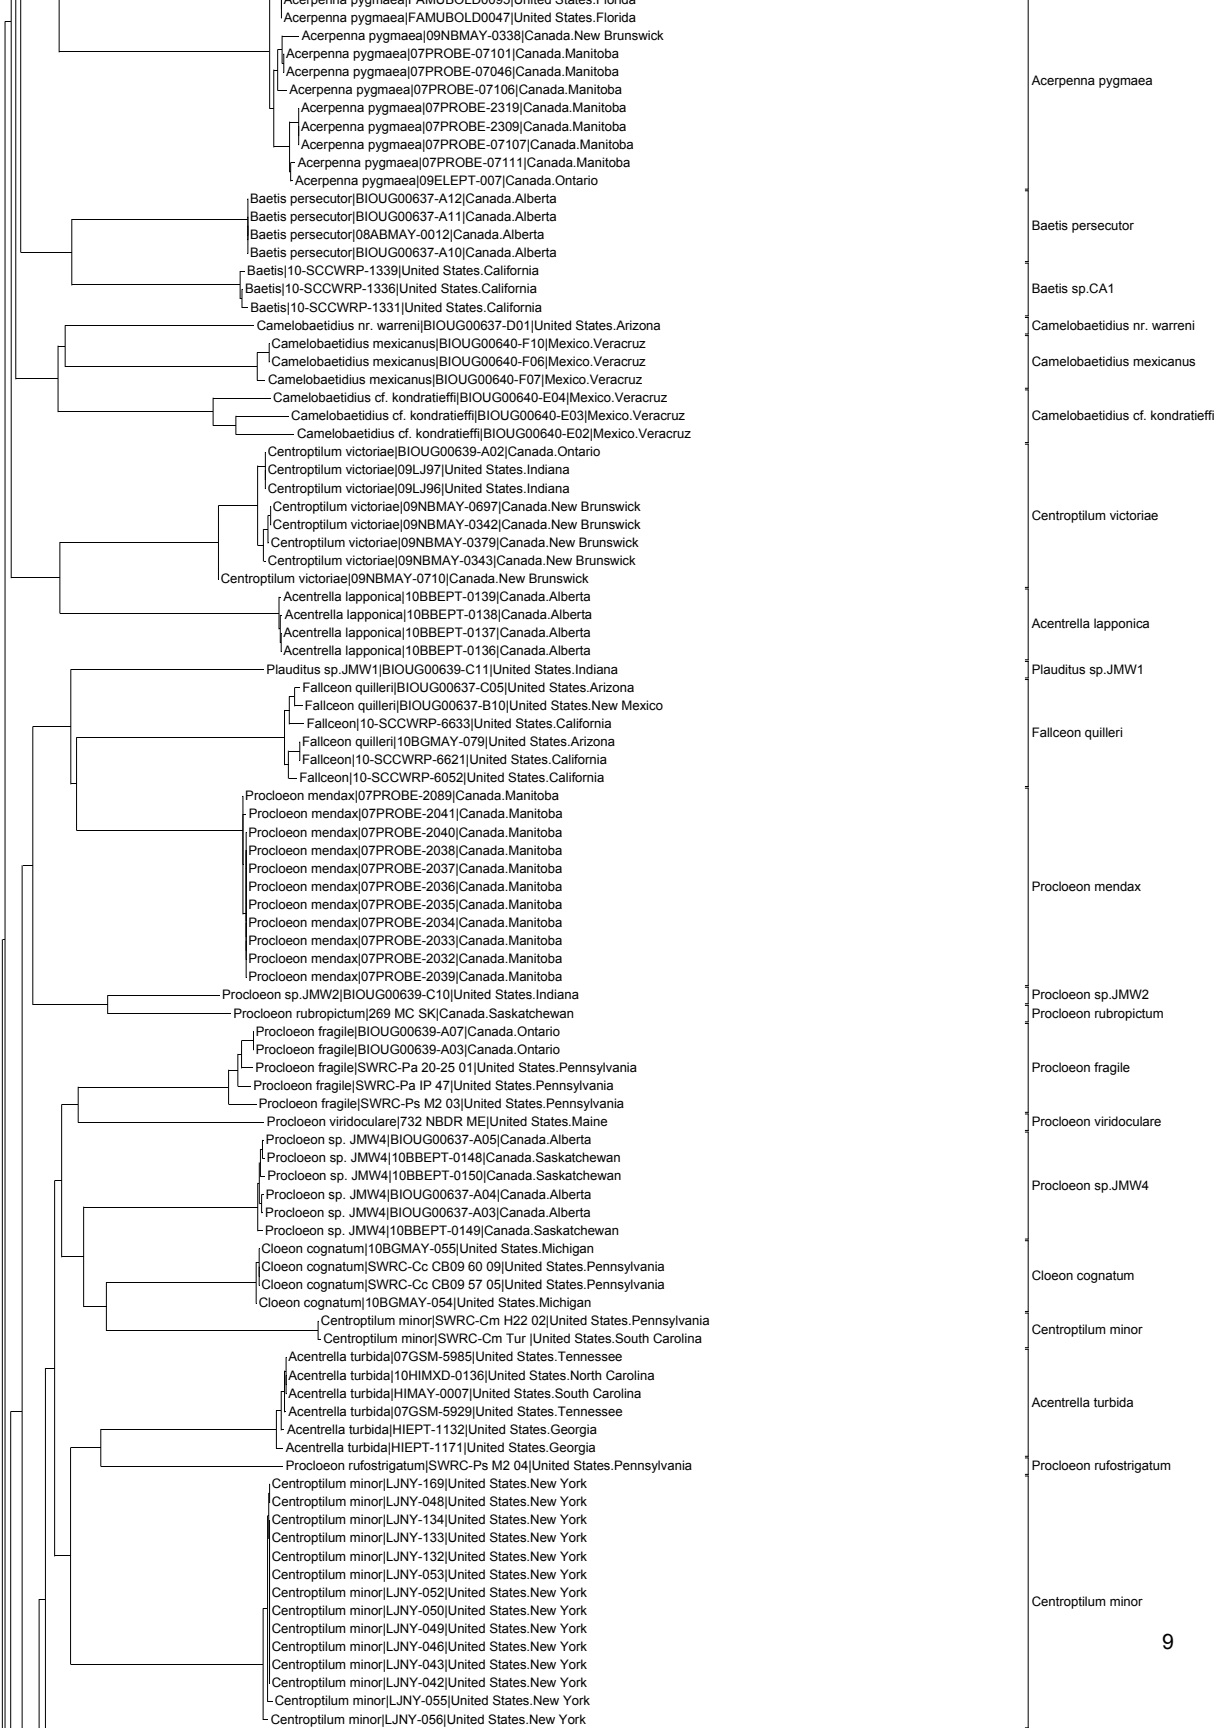 Acerpenna pygmaea|FAMUBOLD0047|United States.Florida
Acerpenna pygmaea|09NBMAY-0338|Canada.New Brunswick
Acerpenna pygmaea|07PROBE-07101|Canada.Manitoba
Acerpenna pygmaea|07PROBE-07046|Canada.Manitoba
Acerpenna pygmaea
Acerpenna pygmaea|07PROBE-07106|Canada.Manitoba
Acerpenna pygmaea|07PROBE-2319|Canada.Manitoba
Acerpenna pygmaea|07PROBE-2309|Canada.Manitoba
Acerpenna pygmaea|07PROBE-07107|Canada.Manitoba
Acerpenna pygmaea|07PROBE-07111|Canada.Manitoba
Acerpenna pygmaea|09ELEPT-007|Canada.Ontario
Baetis persecutor|BIOUG00637-A12|Canada.Alberta
Baetis persecutor|BIOUG00637-A11|Canada.Alberta
Baetis persecutor
Baetis persecutor|08ABMAY-0012|Canada.Alberta
Baetis persecutor|BIOUG00637-A10|Canada.Alberta
Baetis|10-SCCWRP-1339|United States.California
Baetis|10-SCCWRP-1336|United States.California
Baetis sp.CA1
Baetis|10-SCCWRP-1331|United States.California
Camelobaetidius nr. warreni|BIOUG00637-D01|United States.Arizona
Camelobaetidius nr. warreni
Camelobaetidius mexicanus|BIOUG00640-F10|Mexico.Veracruz
Camelobaetidius mexicanus|BIOUG00640-F06|Mexico.Veracruz
Camelobaetidius mexicanus
Camelobaetidius mexicanus|BIOUG00640-F07|Mexico.Veracruz
Camelobaetidius cf. kondratieffi|BIOUG00640-E04|Mexico.Veracruz
Camelobaetidius cf. kondratieffi|BIOUG00640-E03|Mexico.Veracruz
Camelobaetidius cf. kondratieffi
Camelobaetidius cf. kondratieffi|BIOUG00640-E02|Mexico.Veracruz
Centroptilum victoriae|BIOUG00639-A02|Canada.Ontario
Centroptilum victoriae|09LJ97|United States.Indiana
Centroptilum victoriae|09LJ96|United States.Indiana
Centroptilum victoriae|09NBMAY-0697|Canada.New Brunswick
Centroptilum victoriae
Centroptilum victoriae|09NBMAY-0342|Canada.New Brunswick
Centroptilum victoriae|09NBMAY-0379|Canada.New Brunswick
Centroptilum victoriae|09NBMAY-0343|Canada.New Brunswick
Centroptilum victoriae|09NBMAY-0710|Canada.New Brunswick
Acentrella lapponica|10BBEPT-0139|Canada.Alberta
Acentrella lapponica|10BBEPT-0138|Canada.Alberta
Acentrella lapponica
Acentrella lapponica|10BBEPT-0137|Canada.Alberta
Acentrella lapponica|10BBEPT-0136|Canada.Alberta
Plauditus sp.JMW1|BIOUG00639-C11|United States.Indiana
Plauditus sp.JMW1
Fallceon quilleri|BIOUG00637-C05|United States.Arizona
Fallceon quilleri|BIOUG00637-B10|United States.New Mexico
Fallceon|10-SCCWRP-6633|United States.California
Fallceon quilleri
Fallceon quilleri|10BGMAY-079|United States.Arizona
Fallceon|10-SCCWRP-6621|United States.California
Fallceon|10-SCCWRP-6052|United States.California
Procloeon mendax|07PROBE-2089|Canada.Manitoba
Procloeon mendax|07PROBE-2041|Canada.Manitoba
Procloeon mendax|07PROBE-2040|Canada.Manitoba
Procloeon mendax|07PROBE-2038|Canada.Manitoba
Procloeon mendax|07PROBE-2037|Canada.Manitoba
Procloeon mendax|07PROBE-2036|Canada.Manitoba
Procloeon mendax
Procloeon mendax|07PROBE-2035|Canada.Manitoba
Procloeon mendax|07PROBE-2034|Canada.Manitoba
Procloeon mendax|07PROBE-2033|Canada.Manitoba
Procloeon mendax|07PROBE-2032|Canada.Manitoba
Procloeon mendax|07PROBE-2039|Canada.Manitoba
Procloeon sp.JMW2|BIOUG00639-C10|United States.Indiana
Procloeon sp.JMW2
Procloeon rubropictum|269 MC SK|Canada.Saskatchewan
Procloeon rubropictum
Procloeon fragile|BIOUG00639-A07|Canada.Ontario
Procloeon fragile|BIOUG00639-A03|Canada.Ontario
Procloeon fragile|SWRC-Pa 20-25 01|United States.Pennsylvania
Procloeon fragile
Procloeon fragile|SWRC-Pa IP 47|United States.Pennsylvania
Procloeon fragile|SWRC-Ps M2 03|United States.Pennsylvania
Procloeon viridoculare|732 NBDR ME|United States.Maine
Procloeon viridoculare
Procloeon sp. JMW4|BIOUG00637-A05|Canada.Alberta
Procloeon sp. JMW4|10BBEPT-0148|Canada.Saskatchewan
Procloeon sp. JMW4|10BBEPT-0150|Canada.Saskatchewan
Procloeon sp.JMW4
Procloeon sp. JMW4|BIOUG00637-A04|Canada.Alberta
Procloeon sp. JMW4|BIOUG00637-A03|Canada.Alberta
Procloeon sp. JMW4|10BBEPT-0149|Canada.Saskatchewan
Cloeon cognatum|10BGMAY-055|United States.Michigan
Cloeon cognatum|SWRC-Cc CB09 60 09|United States.Pennsylvania
Cloeon cognatum
Cloeon cognatum|SWRC-Cc CB09 57 05|United States.Pennsylvania
Cloeon cognatum|10BGMAY-054|United States.Michigan
Centroptilum minor|SWRC-Cm H22 02|United States.Pennsylvania
Centroptilum minor
Centroptilum minor|SWRC-Cm Tur |United States.South Carolina
Acentrella turbida|07GSM-5985|United States.Tennessee
Acentrella turbida|10HIMXD-0136|United States.North Carolina
Acentrella turbida|HIMAY-0007|United States.South Carolina
Acentrella turbida
Acentrella turbida|07GSM-5929|United States.Tennessee
Acentrella turbida|HIEPT-1132|United States.Georgia
Acentrella turbida|HIEPT-1171|United States.Georgia
Procloeon rufostrigatum|SWRC-Ps M2 04|United States.Pennsylvania
Procloeon rufostrigatum
Centroptilum minor|LJNY-169|United States.New York
Centroptilum minor|LJNY-048|United States.New York
Centroptilum minor|LJNY-134|United States.New York
Centroptilum minor|LJNY-133|United States.New York
Centroptilum minor|LJNY-132|United States.New York
Centroptilum minor|LJNY-053|United States.New York
Centroptilum minor|LJNY-052|United States.New York
Centroptilum minor
Centroptilum minor|LJNY-050|United States.New York
Centroptilum minor|LJNY-049|United States.New York
9
Centroptilum minor|LJNY-046|United States.New York
Centroptilum minor|LJNY-043|United States.New York
Centroptilum minor|LJNY-042|United States.New York
Centroptilum minor|LJNY-055|United States.New York
Centroptilum minor|LJNY-056|United States.New York